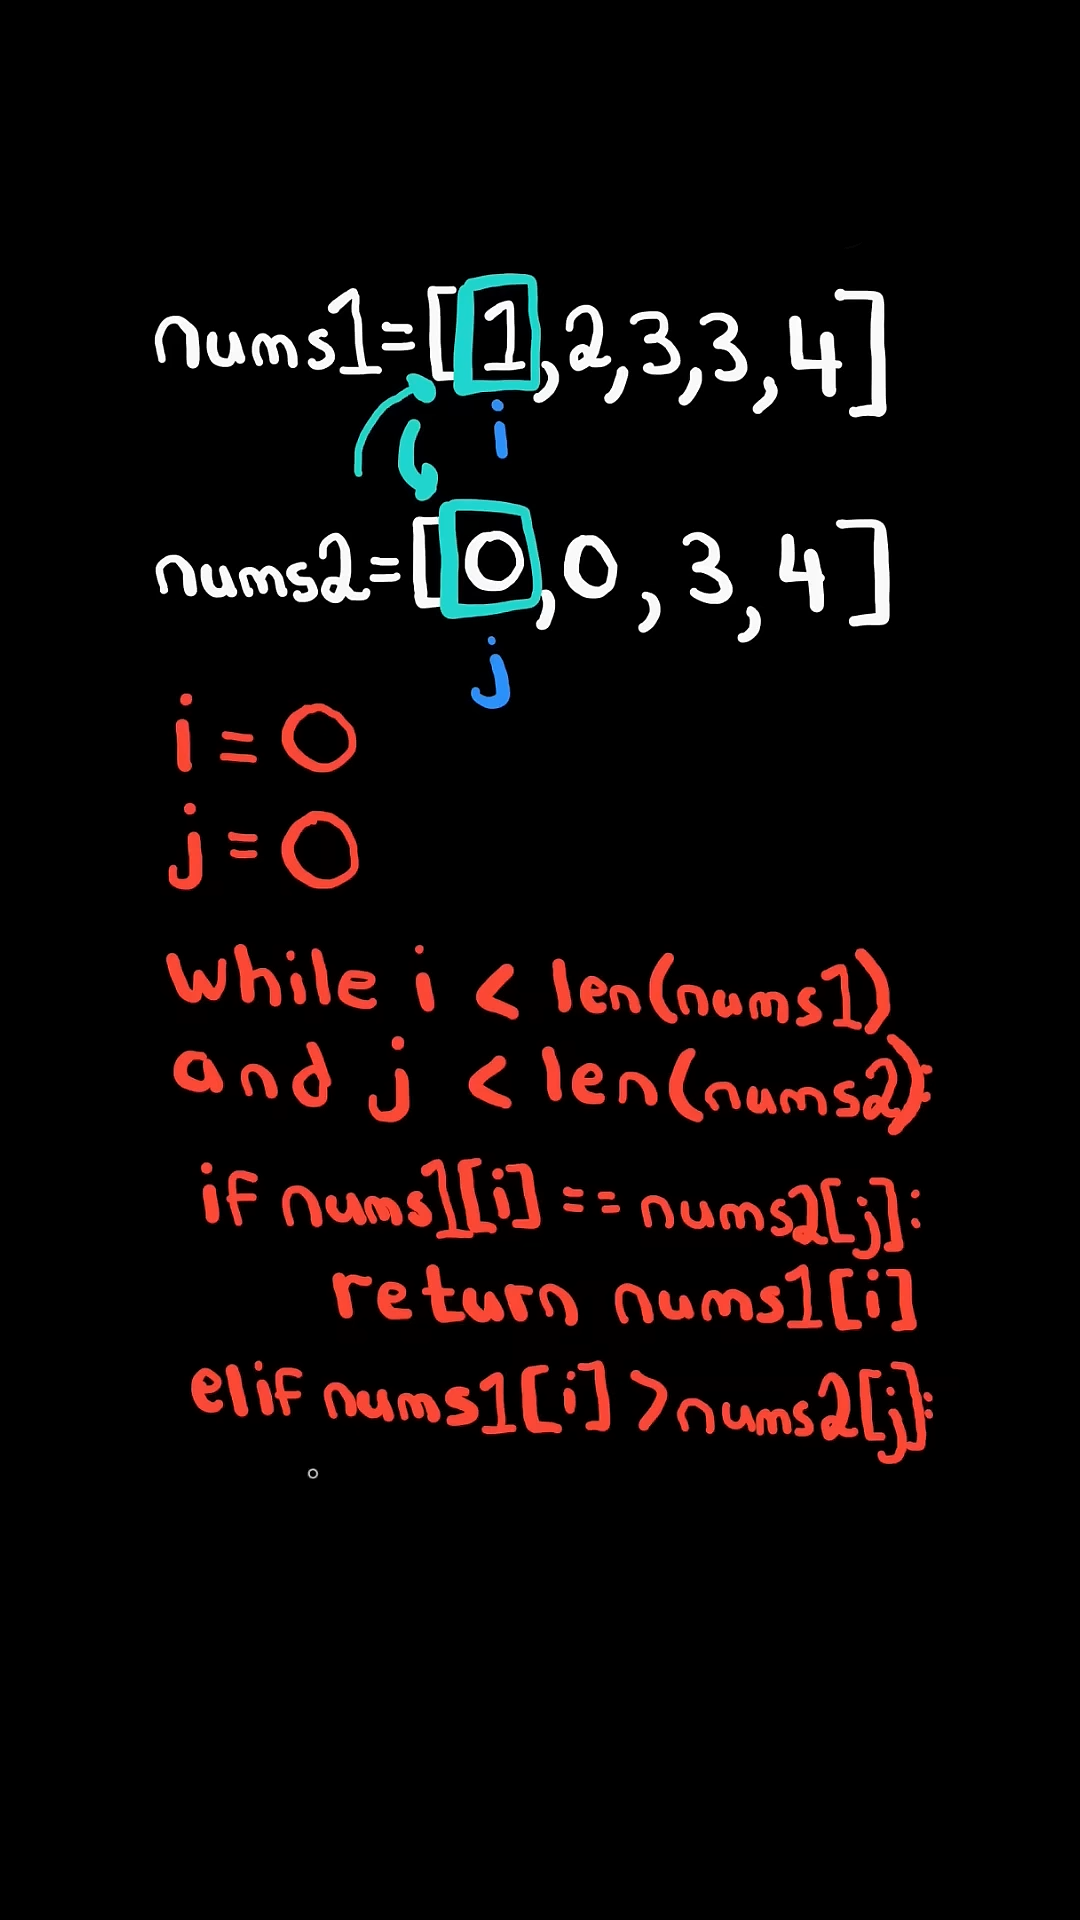 nums1=[1,2,3,3,4]
i
nums2=[0,0,3,4]
j
i=0
j=0
while i < len(nums1)
and j < len(nums2):
if nums1[i] == nums2[j]:
return nums1[i]
elif nums1[i] > nums2[j]: